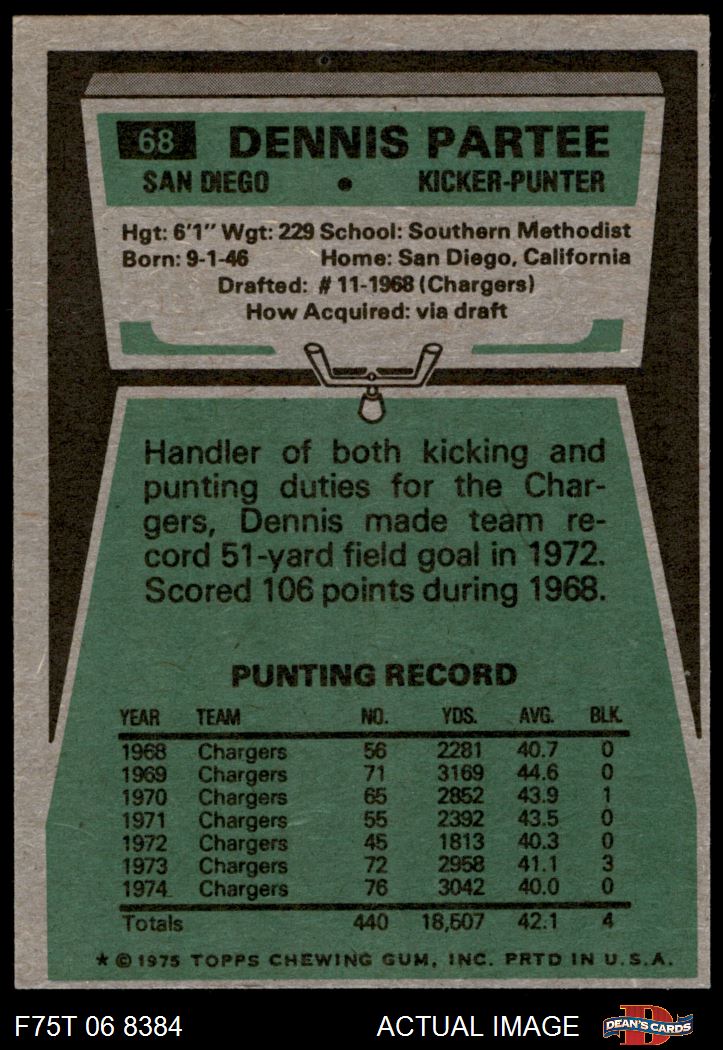 68 DENNIS PARTEE
SAN DIEGO • KICKER-PUNTER
Hgt: 6'1" Wgt: 229 School: Southern Methodist
Born: 9-1-46 Home: San Diego, California
Drafted: # 11-1968 (Chargers)
How Acquired: via draft
Handler of both kicking and
punting duties for the Char-
gers, Dennis made team re-
cord 51-yard field goal in 1972.
Scored 106 points during 1968.
PUNTING RECORD
YEAR TEAM NO. YDS. AVG. BLK.
1968 Chargers 56 2281 40.7 0
1969 Chargers 71 3169 44.6 0
1970 Chargers 65 2852 43.9 1
1971 Chargers 55 2392 43.5 0
1972 Chargers 45 1813 40.3 0
1973 Chargers 72 2958 41.1 3
1974 Chargers 76 3042 40.0 0
Totals 440 18,507 42.1 4
★ © 1975 TOPPS CHEWING GUM, INC. PRTD IN U.S.A.
F75T 06 8384 ACTUAL IMAGE D DEAN'S CARDS